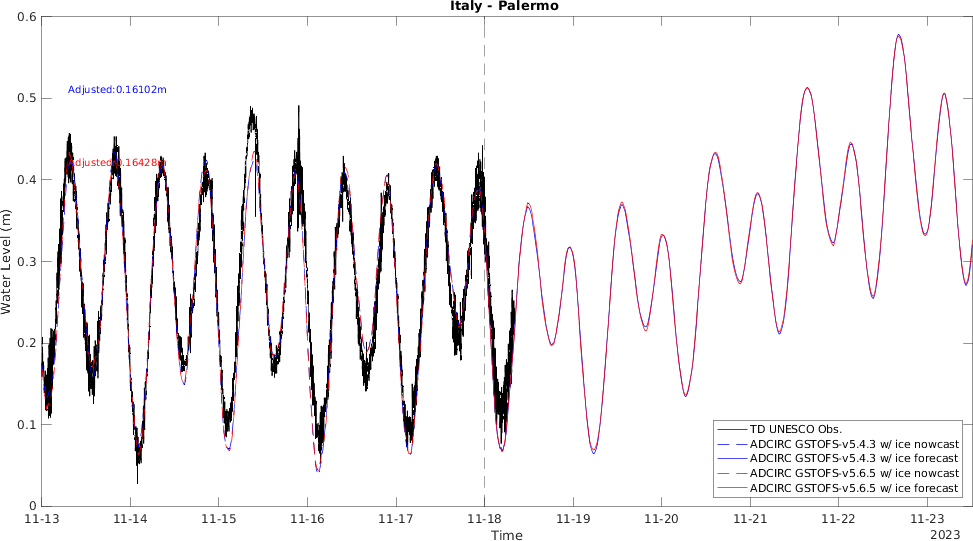 Italy - Palermo
0.6
0.5
0.4
0.3
0.2
0.1
0
Water Level (m)
Adjusted:0.16102m
Adjusted:0.16428m
TD UNESCO Obs.
ADCIRC GSTOFS-v5.4.3 w/ ice nowcast
ADCIRC GSTOFS-v5.4.3 w/ ice forecast
ADCIRC GSTOFS-v5.6.5 w/ ice nowcast
ADCIRC GSTOFS-v5.6.5 w/ ice forecast
11-13 11-14 11-15 11-16 11-17 11-18 11-19 11-20 11-21 11-22 11-23
Time
2023